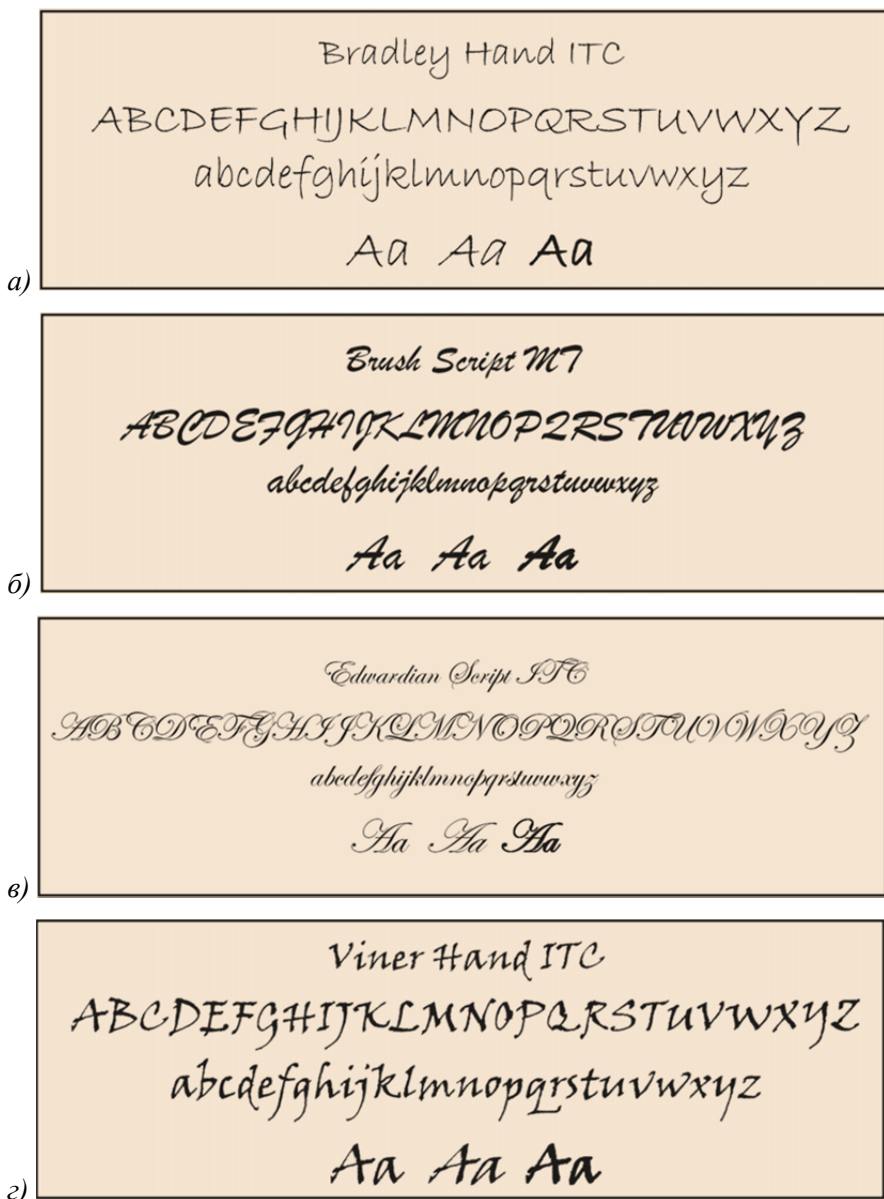 Bradley Hand ITC
ABCDEFGHIJKLMNOPQRSTUVWXYZ
abcdefghijklmnopqrstuvwxyz
Aa Aa Aa
а)
Brush Script MT
ABCDEFGHIJKLMNOPQRSTUVWXYZ
abcdefghijklmnopqrstuvwxyz
Aa Aa Aa
б)
Edwardian Script ITC
ABCDEFGHIJKLMNOPQRSTUVWXYZ
abcdefghijklmnopqrstuvwxyz
Aa Aa Aa
в)
Viner Hand ITC
ABCDEFGHIJKLMNOPQRSTUVWXYZ
abcdefghijklmnopqrstuvwxyz
Aa Aa Aa
г)